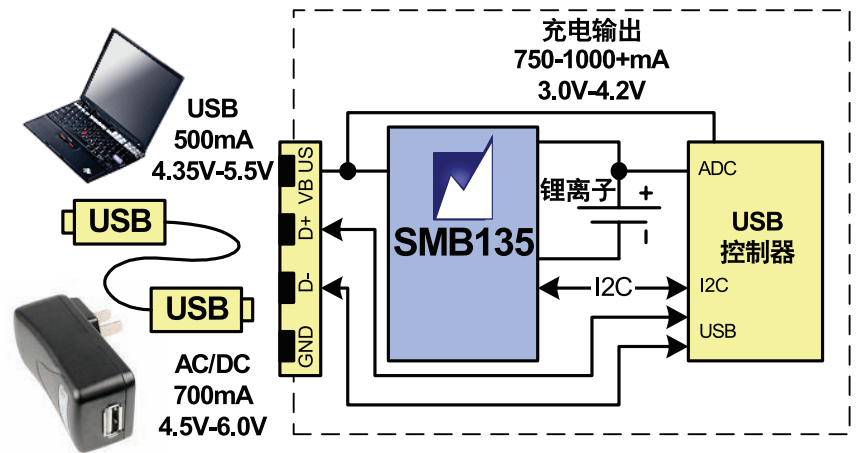 充电输出
750-1000+mA
3.0V-4.2V
USB
500mA
4.35V-5.5V
VB US
D+
D-
GND
USB
USB
AC/DC
700mA
4.5V-6.0V
SMB135
锂离子
+
-
I2C
ADC
USB
控制器
I2C
USB